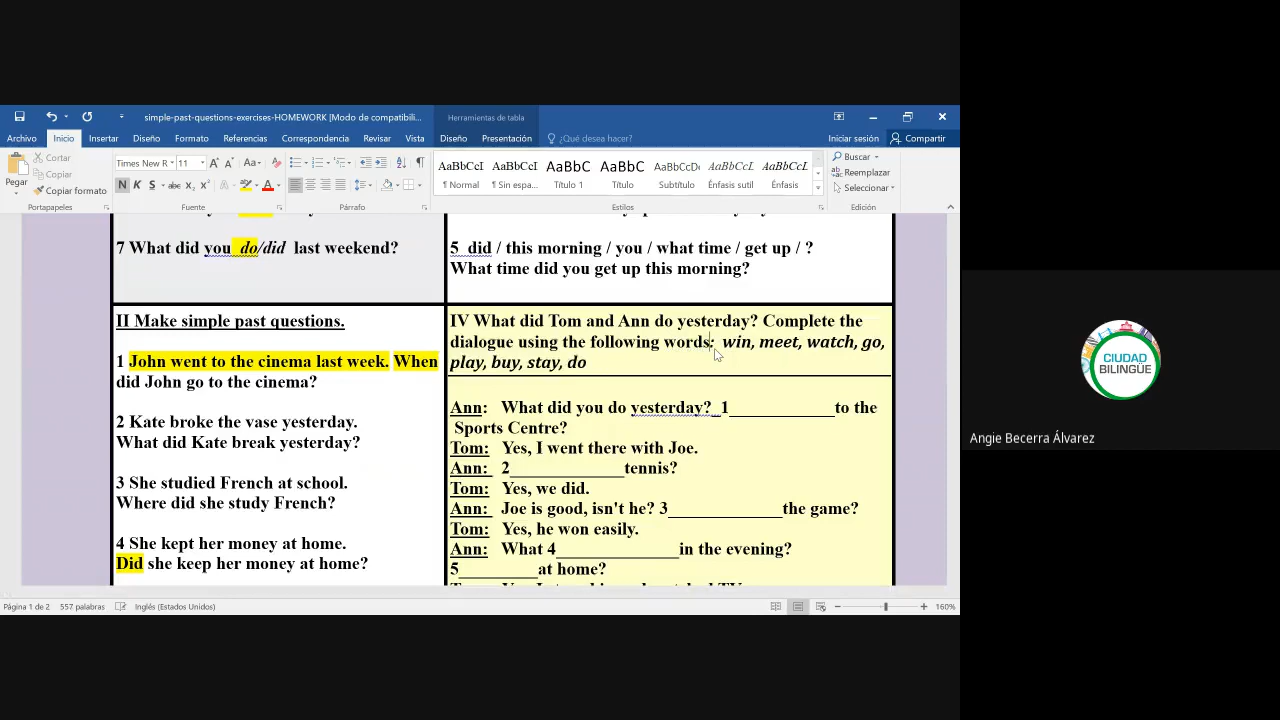 simple-past-questions-exercises-HOMEWORK [Modo de compatibili...
Herramientas de tabla
Archivo
Inicio
Insertar
Diseño
Formato
Referencias
Correspondencia
Revisar
Vista
Diseño
Presentación
¿Qué desea hacer?
Iniciar sesión
Compartir
Pegar
Cortar
Copiar
Copiar formato
Portapapeles
Times New R
11
N K S abc x₂ x²
Fuente
Párrafo
AaBbCcI
¶ Normal
AaBbCcI
¶ Sin espa...
AaBbC
Título 1
AaBbC
Título
AaBbCcDc
Subtítulo
AaBbCcL
Énfasis sutil
AaBbCcL
Énfasis
Estilos
Buscar
Reemplazar
Seleccionar
Edición
7 What did you do/did last weekend?
5 did / this morning / you / what time / get up / ?
What time did you get up this morning?
II Make simple past questions.
1 John went to the cinema last week. When
did John go to the cinema?
2 Kate broke the vase yesterday.
What did Kate break yesterday?
3 She studied French at school.
Where did she study French?
4 She kept her money at home.
Did she keep her money at home?
IV What did Tom and Ann do yesterday? Complete the
dialogue using the following words: win, meet, watch, go,
play, buy, stay, do
Ann: What did you do yesterday?_1____________to the
Sports Centre?
Tom: Yes, I went there with Joe.
Ann: 2_____________tennis?
Tom: Yes, we did.
Ann: Joe is good, isn't he? 3_____________the game?
Tom: Yes, he won easily.
Ann: What 4______________in the evening?
5_________at home?
Página 1 de 2
557 palabras
Inglés (Estados Unidos)
160%
CIUDAD
BILINGÜE
Angie Becerra Álvarez